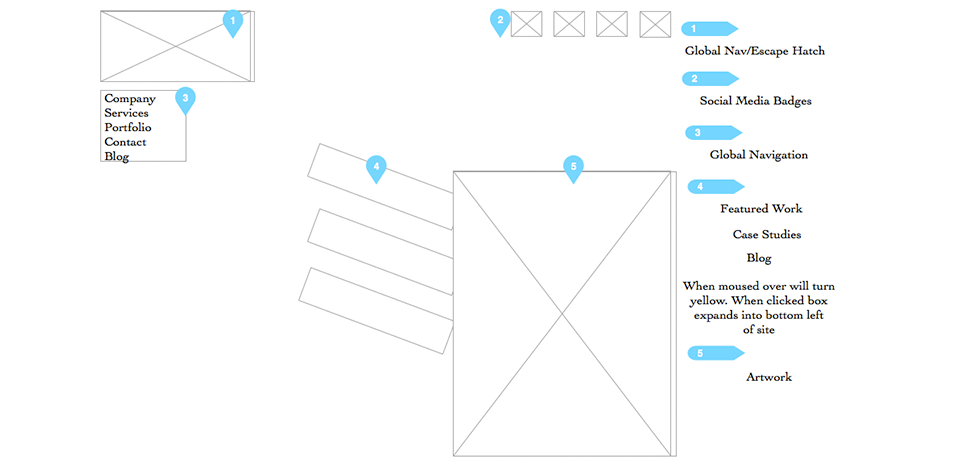 1
Company
Services
Portfolio
Contact
Blog
3
2
4
5
1
Global Nav/Escape Hatch
2
Social Media Badges
3
Global Navigation
4
Featured Work
Case Studies
Blog
When moused over will turn
yellow. When clicked box
expands into bottom left
of site
5
Artwork